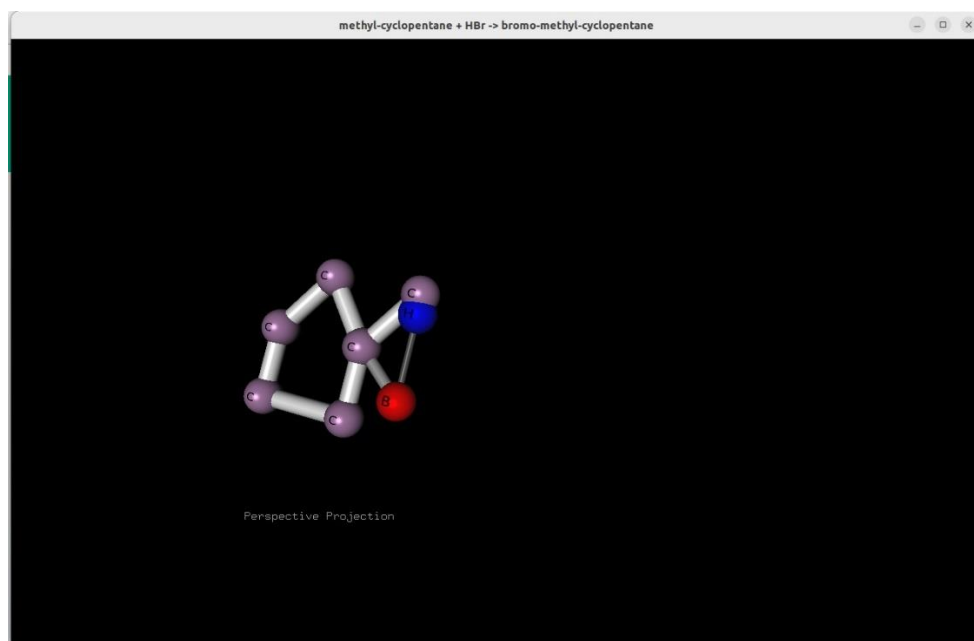 methyl-cyclopentane + HBr -> bromo-methyl-cyclopentane
C
C
H
C
C
C
B
C
Perspective Projection